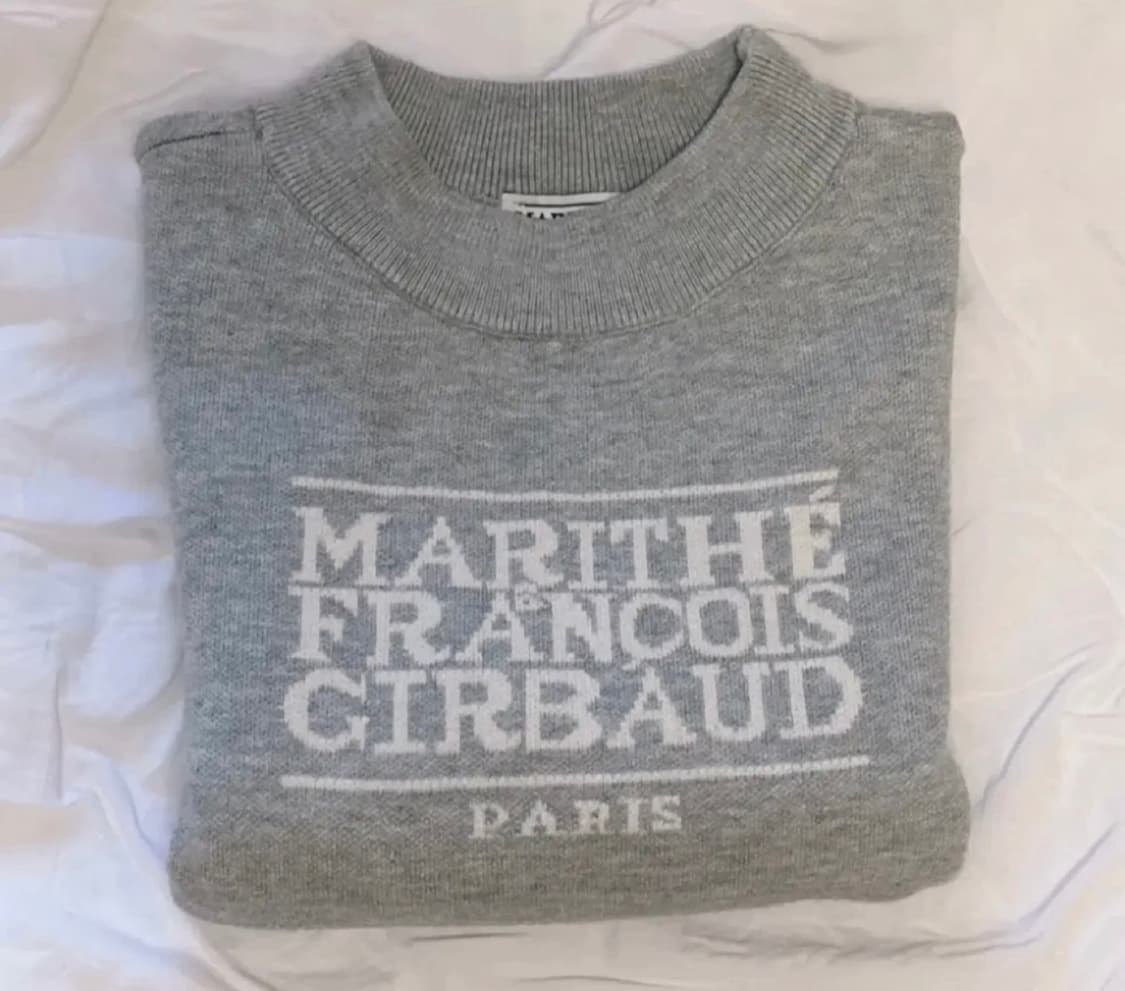 MARITHÉ
&
FRANÇOIS
GIRBAUD
PARIS